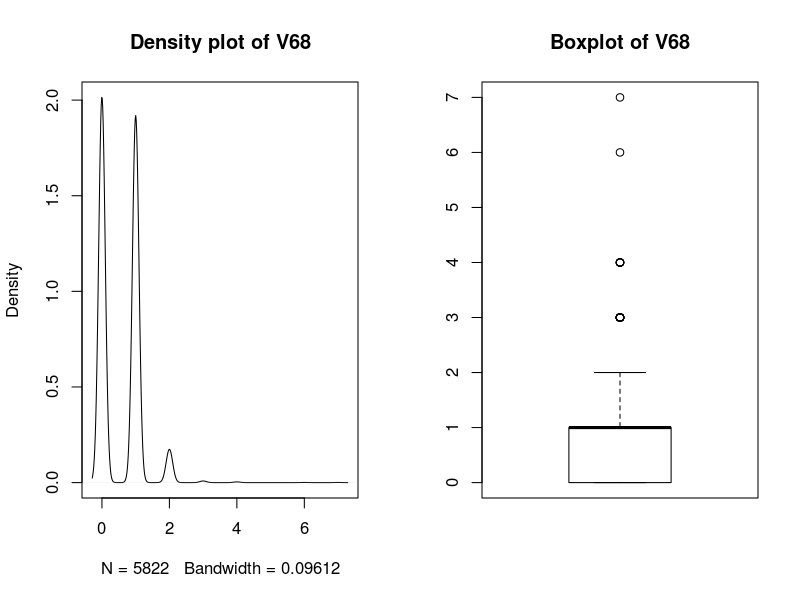 Density plot of V68
Density
0.0 0.5 1.0 1.5 2.0
0 2 4 6
N = 5822 Bandwidth = 0.09612
Boxplot of V68
0 1 2 3 4 5 6 7